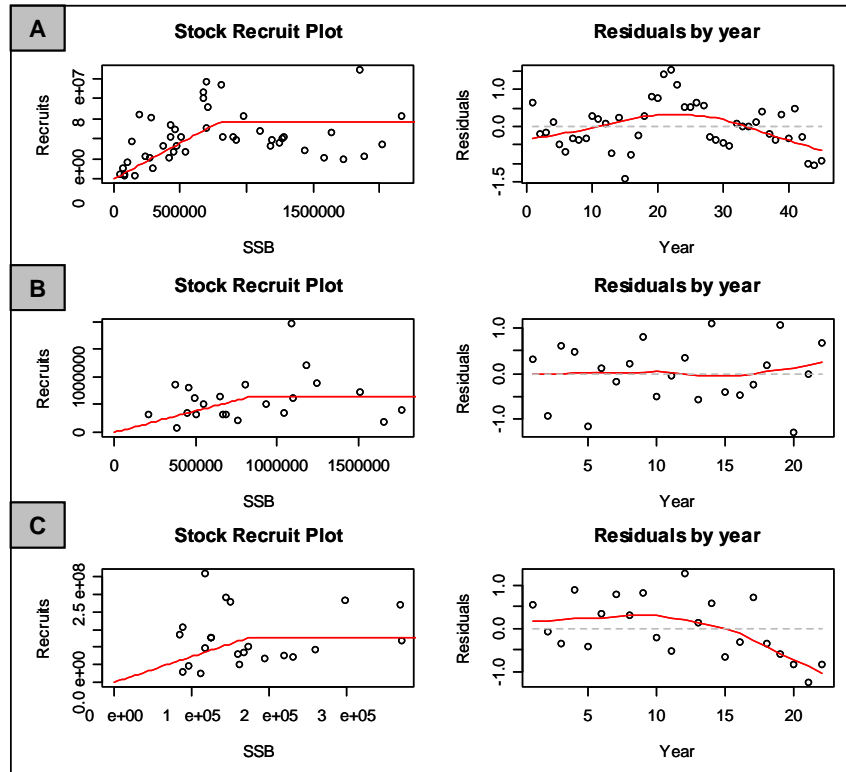 A
Stock Recruit Plot
Residuals by year
Recruits
0 e+00 8 e+07
0 500000 1500000
SSB
Residuals
-1.5 0.0 1.0
0 10 20 30 40
Year
B
Stock Recruit Plot
Residuals by year
Recruits
0 1000000
0 500000 1000000 1500000
SSB
Residuals
-1.0 0.0 1.0
5 10 15 20
Year
C
Stock Recruit Plot
Residuals by year
Recruits
0.0 e+00 2.5 e+08
0 e+00 1 e+05 2 e+05 3 e+05
SSB
Residuals
-1.0 0.0 1.0
5 10 15 20
Year